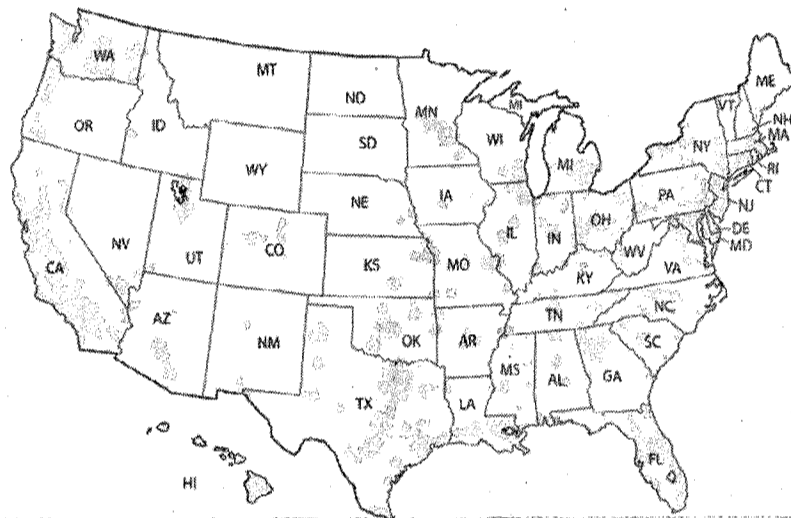 WA
MT
ND
MN
MI
ME
VT
NH
MA
OR
ID
SD
WI
NY
WY
MI
RI
CT
IA
PA
NE
NJ
OH
DE
NV
UT
CO
IL
IN
MD
WV
CA
KS
MO
KY
VA
AZ
NC
TN
NM
OK
AR
SC
MS
AL
GA
TX
LA
FL
HI